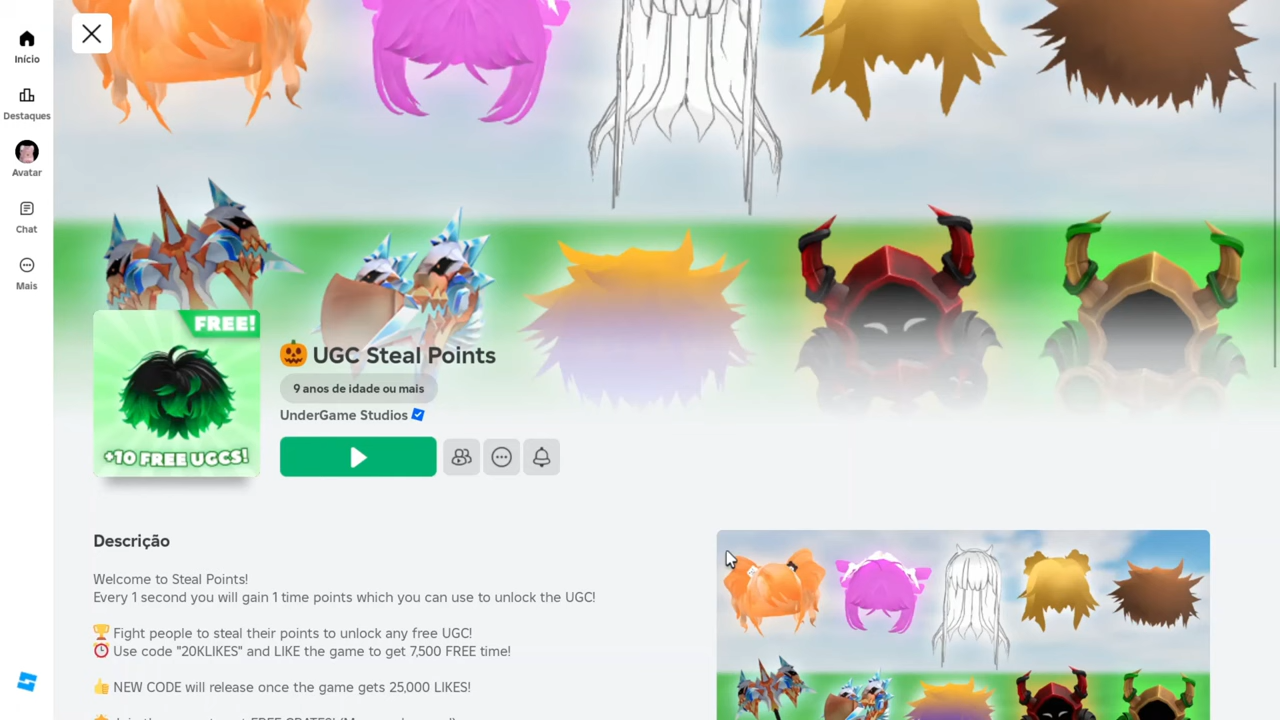 Início
Destaques
Avatar
Chat
Mais
FREE!
+10 FREE UGCS!
🎃 UGC Steal Points
9 anos de idade ou mais
UnderGame Studios
Descrição
Welcome to Steal Points!
Every 1 second you will gain 1 time points which you can use to unlock the UGC!
🏆 Fight people to steal their points to unlock any free UGC!
⏰ Use code "20KLIKES" and LIKE the game to get 7,500 FREE time!
👍 NEW CODE will release once the game gets 25,000 LIKES!